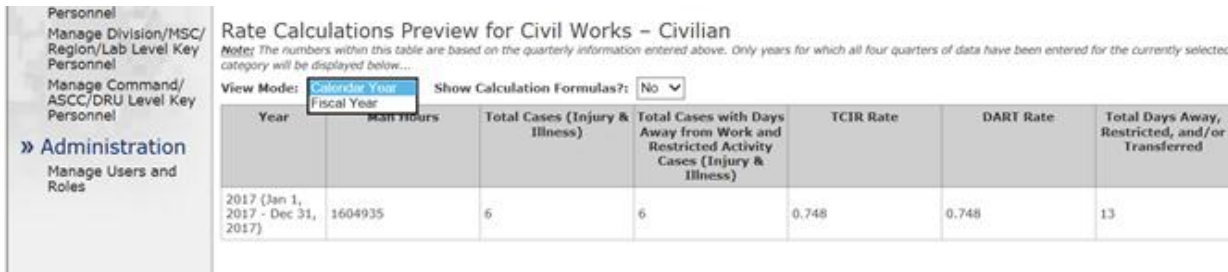 Personnel
Manage Division/MSC/
Region/Lab Level Key
Personnel
Manage Command/
ASCC/DRU Level Key
Personnel
» Administration
Manage Users and
Roles
Rate Calculations Preview for Civil Works – Civilian
Note: The numbers within this table are based on the quarterly information entered above. Only years for which all four quarters of data have been entered for the currently selected
category will be displayed below...
View Mode: Calendar Year Show Calculation Formulas?: No
Fiscal Year
Year Man Hours Total Cases (Injury & Total Cases with Days TCIR Rate DART Rate Total Days Away,
Illness) Away from Work and Restricted, and/or
Restricted Activity Transferred
Cases (Injury &
Illness)
2017 (Jan 1,
2017 - Dec 31, 1604935 6 6 0.748 0.748 13
2017)